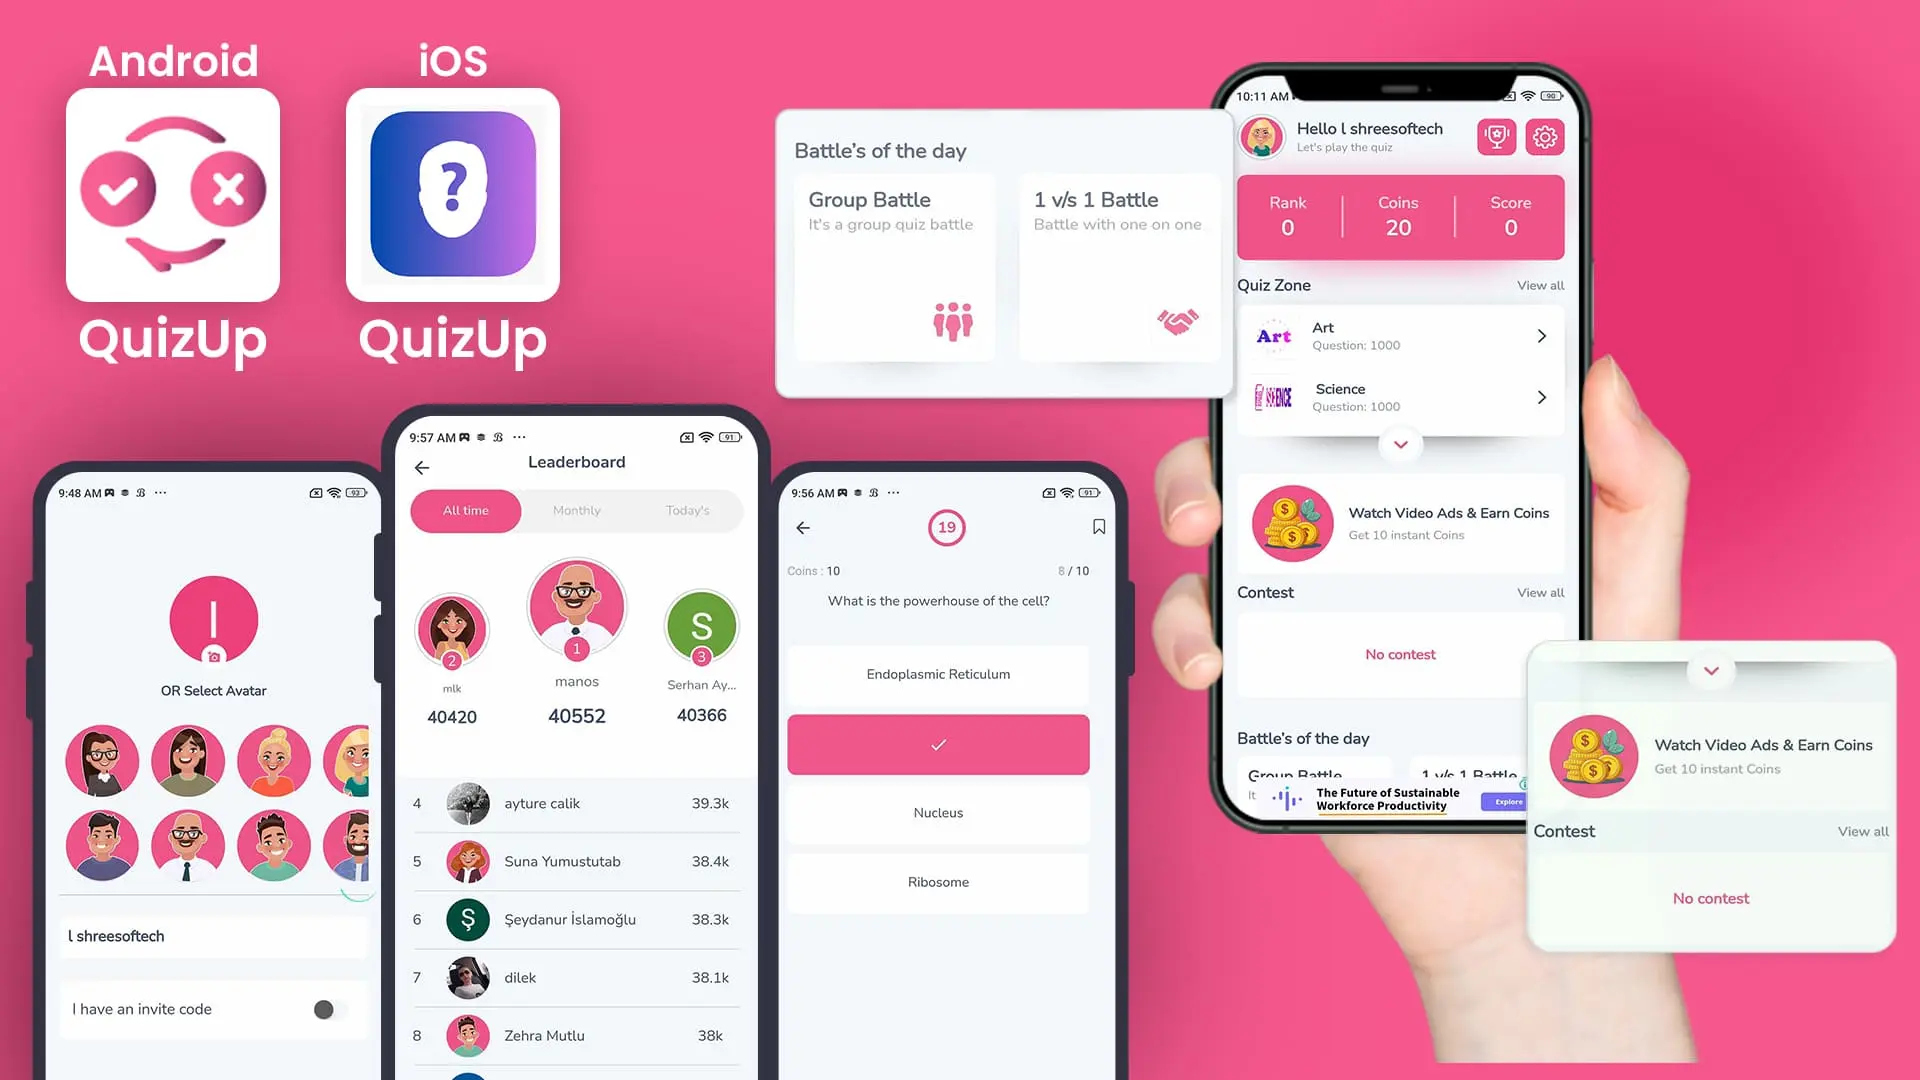 Android
QuizUp
iOS
?
QuizUp
9:48 AM
93
I
OR Select Avatar
l shreesoftech
I have an invite code
9:57 AM
91
Leaderboard
All time
Monthly
Today's
2
mlk
40420
1
manos
40552
S
3
Serhan Ay...
40366
4 ayture calik 39.3k
5 Suna Yumustutab 38.4k
6 Ş Şeydanur İslamoğlu 38.3k
7 dilek 38.1k
8 Zehra Mutlu 38k
9:56 AM
91
19
Coins : 10
8 / 10
What is the powerhouse of the cell?
Endoplasmic Reticulum
Nucleus
Ribosome
Battle's of the day
Group Battle
It's a group quiz battle
1 v/s 1 Battle
Battle with one on one
10:11 AM
90
Hello l shreesoftech
Let's play the quiz
Rank
0
Coins
20
Score
0
Quiz Zone
View all
Art
Art
Question: 1000
Science
Question: 1000
Watch Video Ads & Earn Coins
Get 10 instant Coins
Contest
View all
No contest
Battle's of the day
Group Battle
It
1 v/s 1 Battle
The Future of Sustainable
Workforce Productivity
Explore
Watch Video Ads & Earn Coins
Get 10 instant Coins
Contest
View all
No contest